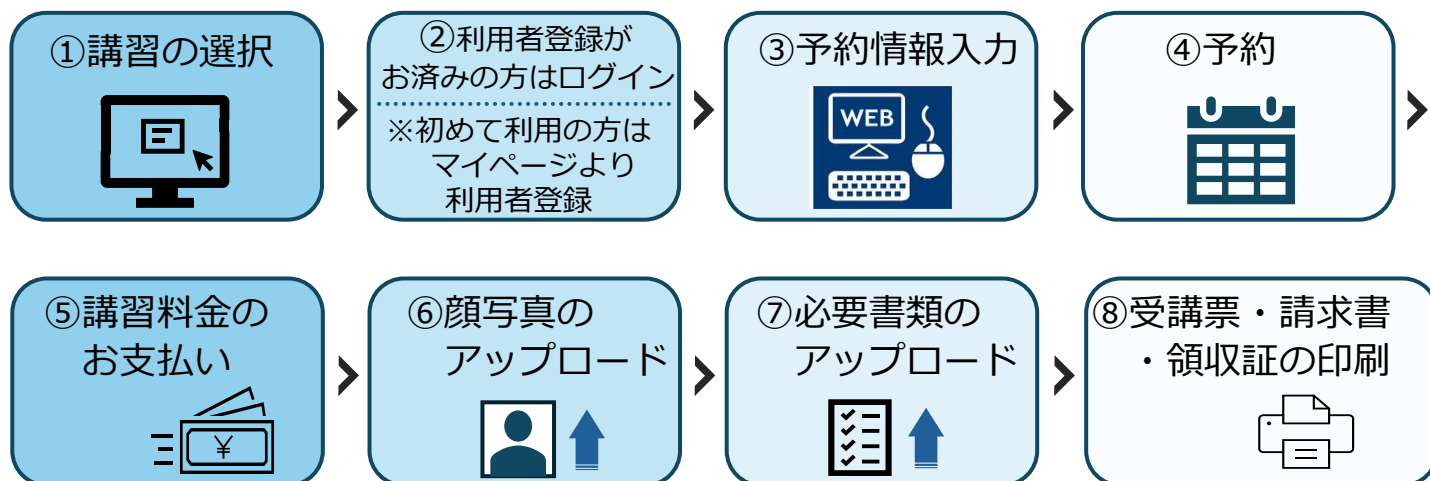 ①講習の選択
②利用者登録が
お済みの方はログイン
※初めて利用の方は
マイページより
利用者登録
③予約情報入力
WEB
④予約
⑤講習料金の
お支払い
¥
⑥顔写真の
アップロード
⑦必要書類の
アップロード
⑧受講票・請求書
・領収証の印刷